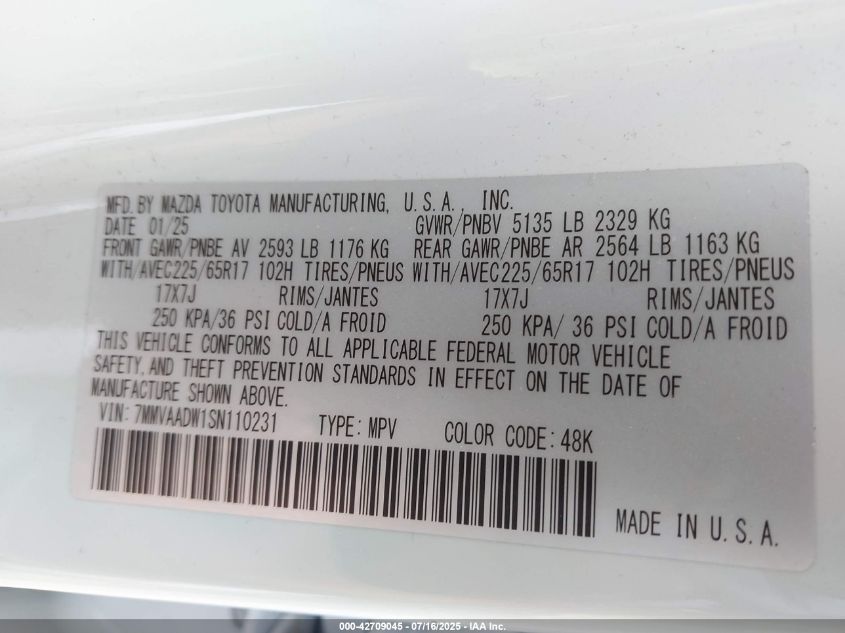 MFD. BY MAZDA TOYOTA MANUFACTURING, U.S.A., INC.
DATE 01/25 GVWR/PNBV 5135 LB 2329 KG
FRONT GAWR/PNBE AV 2593 LB 1176 KG REAR GAWR/PNBE AR 2564 LB 1163 KG
WITH/AVEC225/65R17 102H TIRES/PNEUS WITH/AVEC225/65R17 102H TIRES/PNEUS
17X7J RIMS/JANTES 17X7J RIMS/JANTES
250 KPA/36 PSI COLD/A FROID 250 KPA/ 36 PSI COLD/A FROID
THIS VEHICLE CONFORMS TO ALL APPLICABLE FEDERAL MOTOR VEHICLE
SAFETY, AND THEFT PREVENTION STANDARDS IN EFFECT ON THE DATE OF
MANUFACTURE SHOWN ABOVE.
VIN: 7MMVAADW1SN110231 TYPE: MPV COLOR CODE: 48K
MADE IN U.S.A.
000-42709045 - 07/16/2025 - IAA Inc.